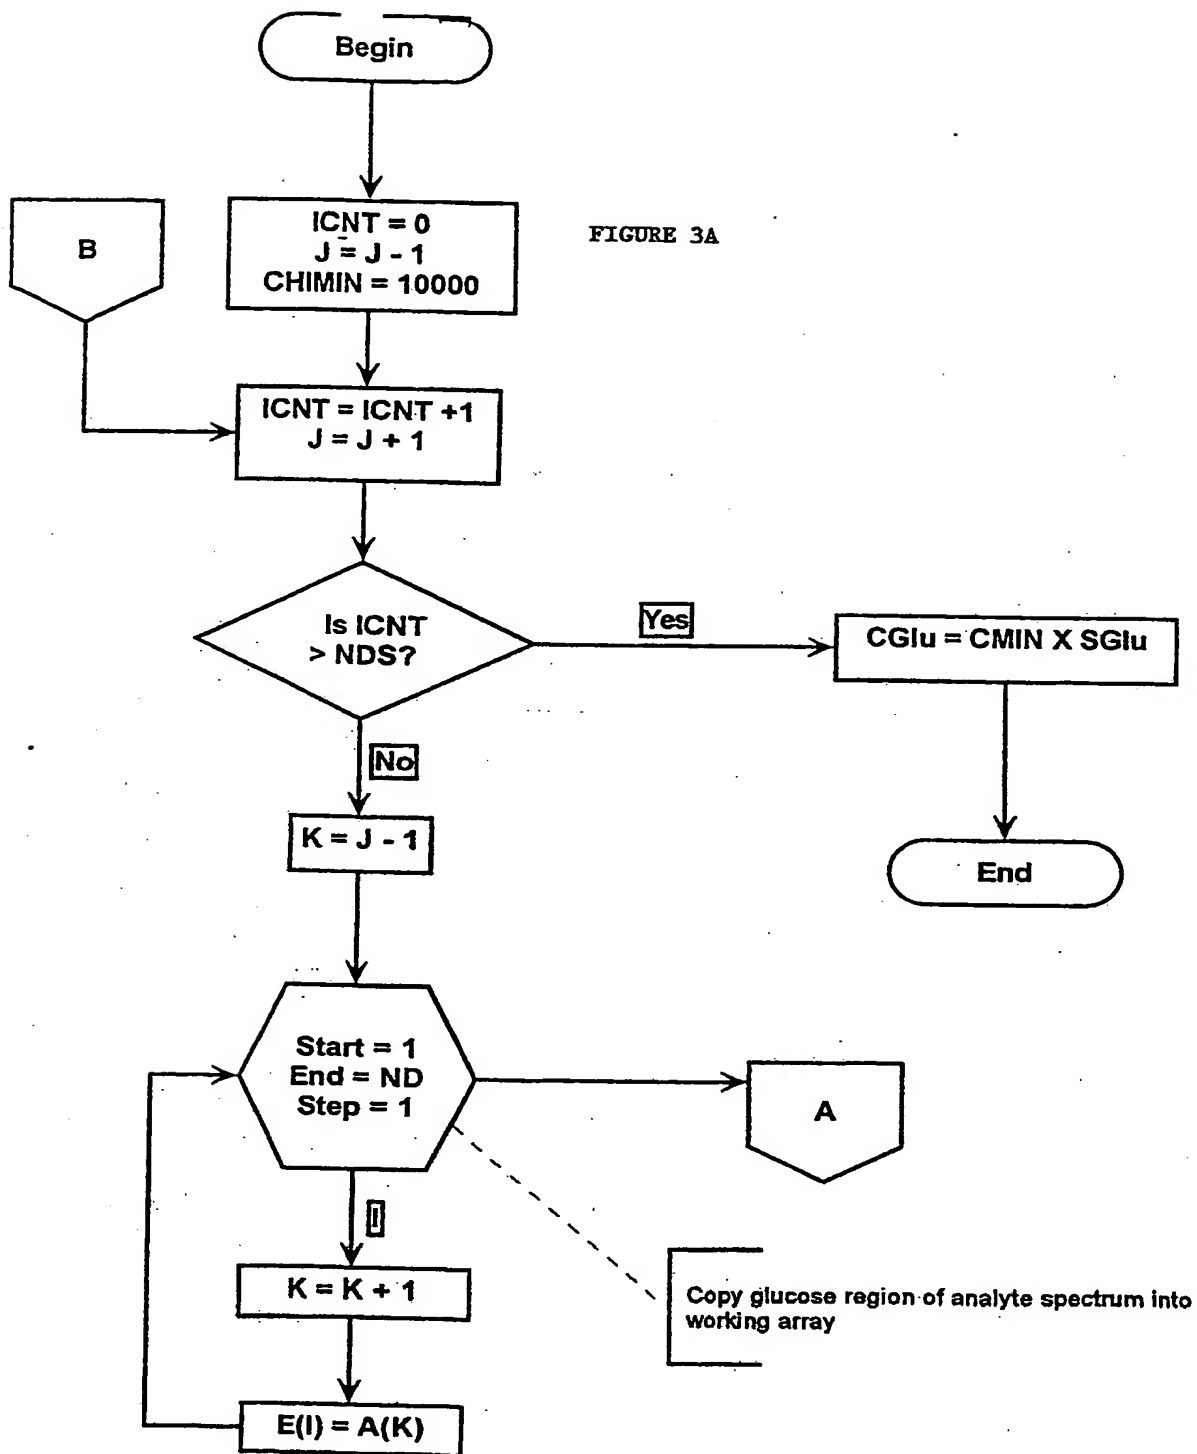 Begin
B
ICNT = 0
J = J - 1
CHIMIN = 10000
FIGURE 3A
ICNT = ICNT +1
J = J + 1
Is ICNT
> NDS?
Yes
CGlu = CMIN X SGlu
No
K = J - 1
End
Start = 1
End = ND
Step = 1
A
I
K = K + 1
Copy glucose region of analyte spectrum into
working array
E(I) = A(K)